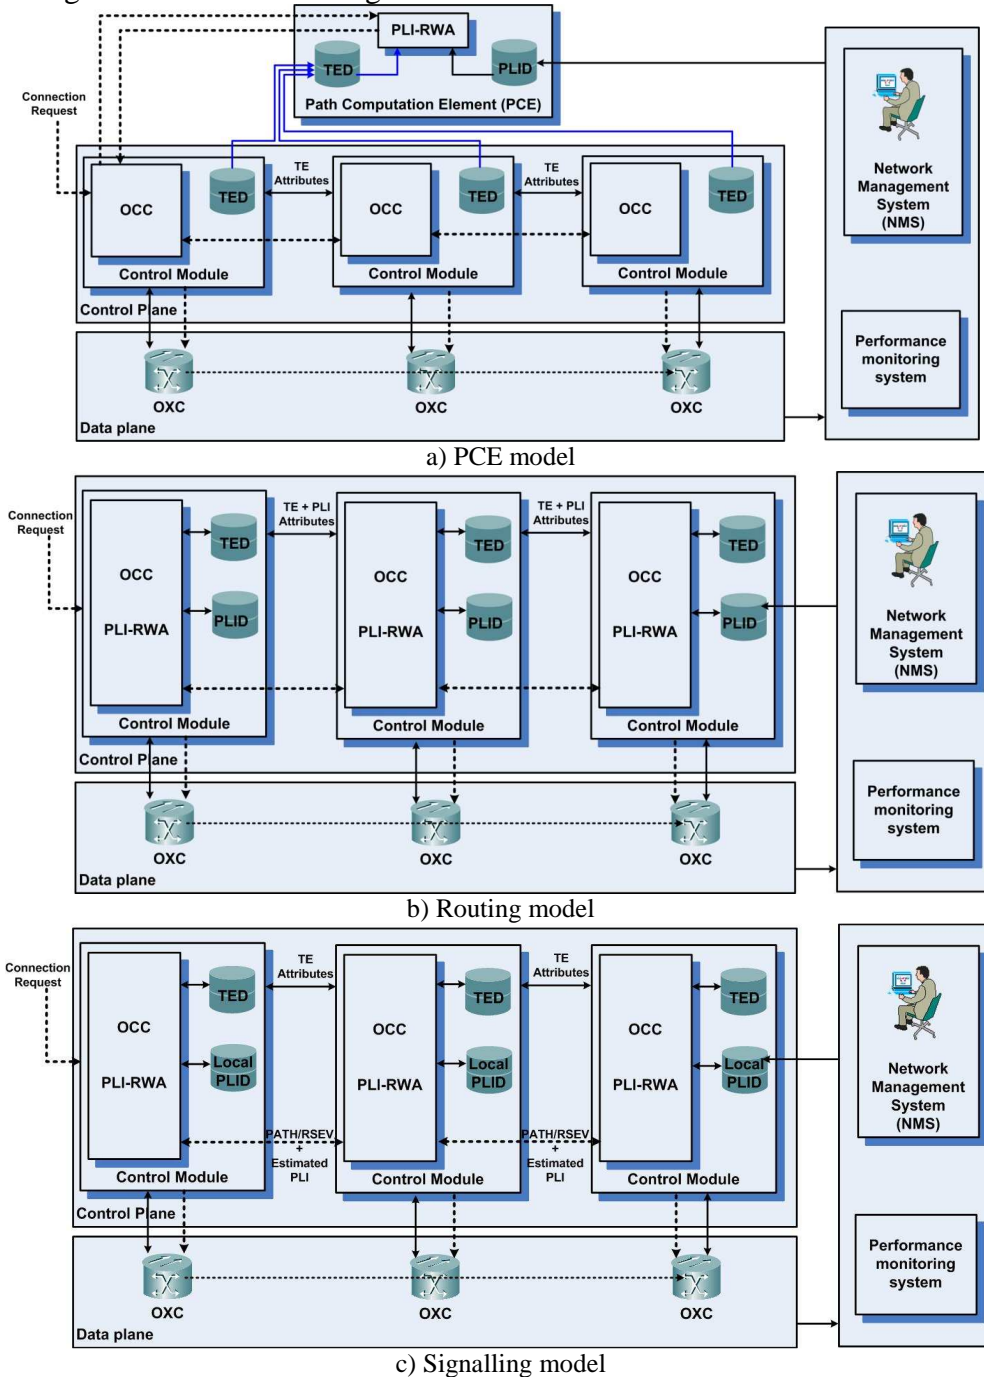 PLI-RWA
TED
PLID
Path Computation Element (PCE)
Connection
Request
OCC
TED
Control Module
TE
Attributes
OCC
TED
Control Module
TE
Attributes
OCC
TED
Control Module
Control Plane
OXC
OXC
OXC
Data plane
Network
Management
System
(NMS)
Performance
monitoring
system
a) PCE model
Connection
Request
OCC
PLI-RWA
TED
PLID
Control Module
TE + PLI
Attributes
OCC
PLI-RWA
TED
PLID
Control Module
TE + PLI
Attributes
OCC
PLI-RWA
TED
PLID
Control Module
Control Plane
OXC
OXC
OXC
Data plane
Network
Management
System
(NMS)
Performance
monitoring
system
b) Routing model
Connection
Request
OCC
PLI-RWA
TED
Local
PLID
Control Module
TE
Attributes
PATH/RSEV
+
Estimated
PLI
OCC
PLI-RWA
TED
Local
PLID
Control Module
TE
Attributes
PATH/RSEV
+
Estimated
PLI
OCC
PLI-RWA
TED
Local
PLID
Control Module
Control Plane
OXC
OXC
OXC
Data plane
Network
Management
System
(NMS)
Performance
monitoring
system
c) Signalling model